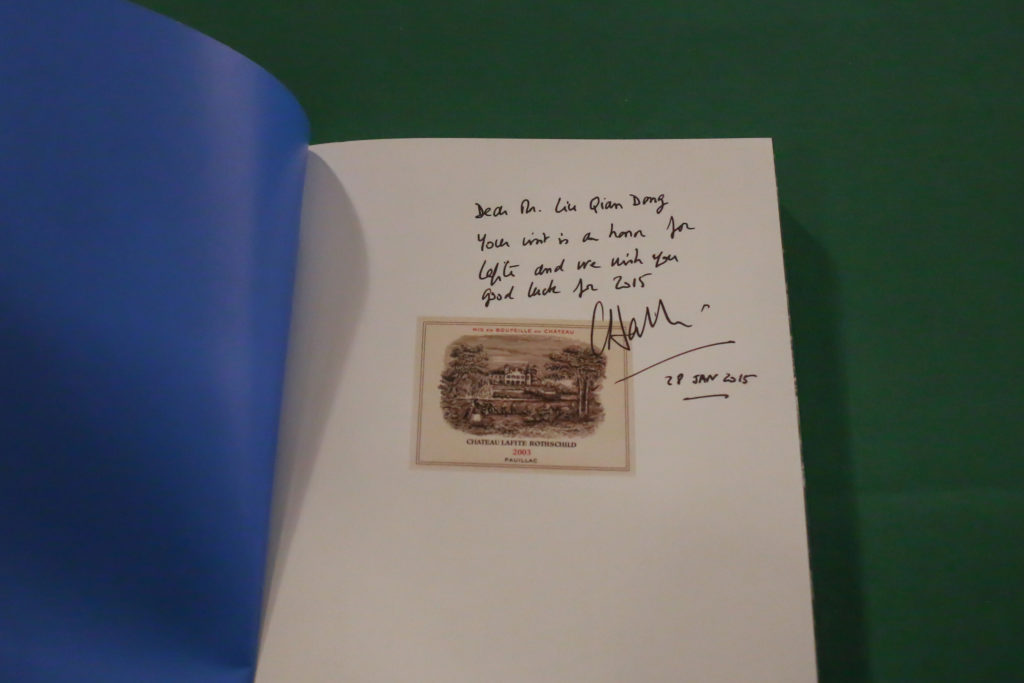 Dear Mr. Liu Qian Dong
Your visit is a honor for
Lafite and we wish you
good luck for 2015
28 JAN 2015
MIS EN BOUTEILLE AU CHATEAU
CHATEAU LAFITE ROTHSCHILD
2003
PAUILLAC